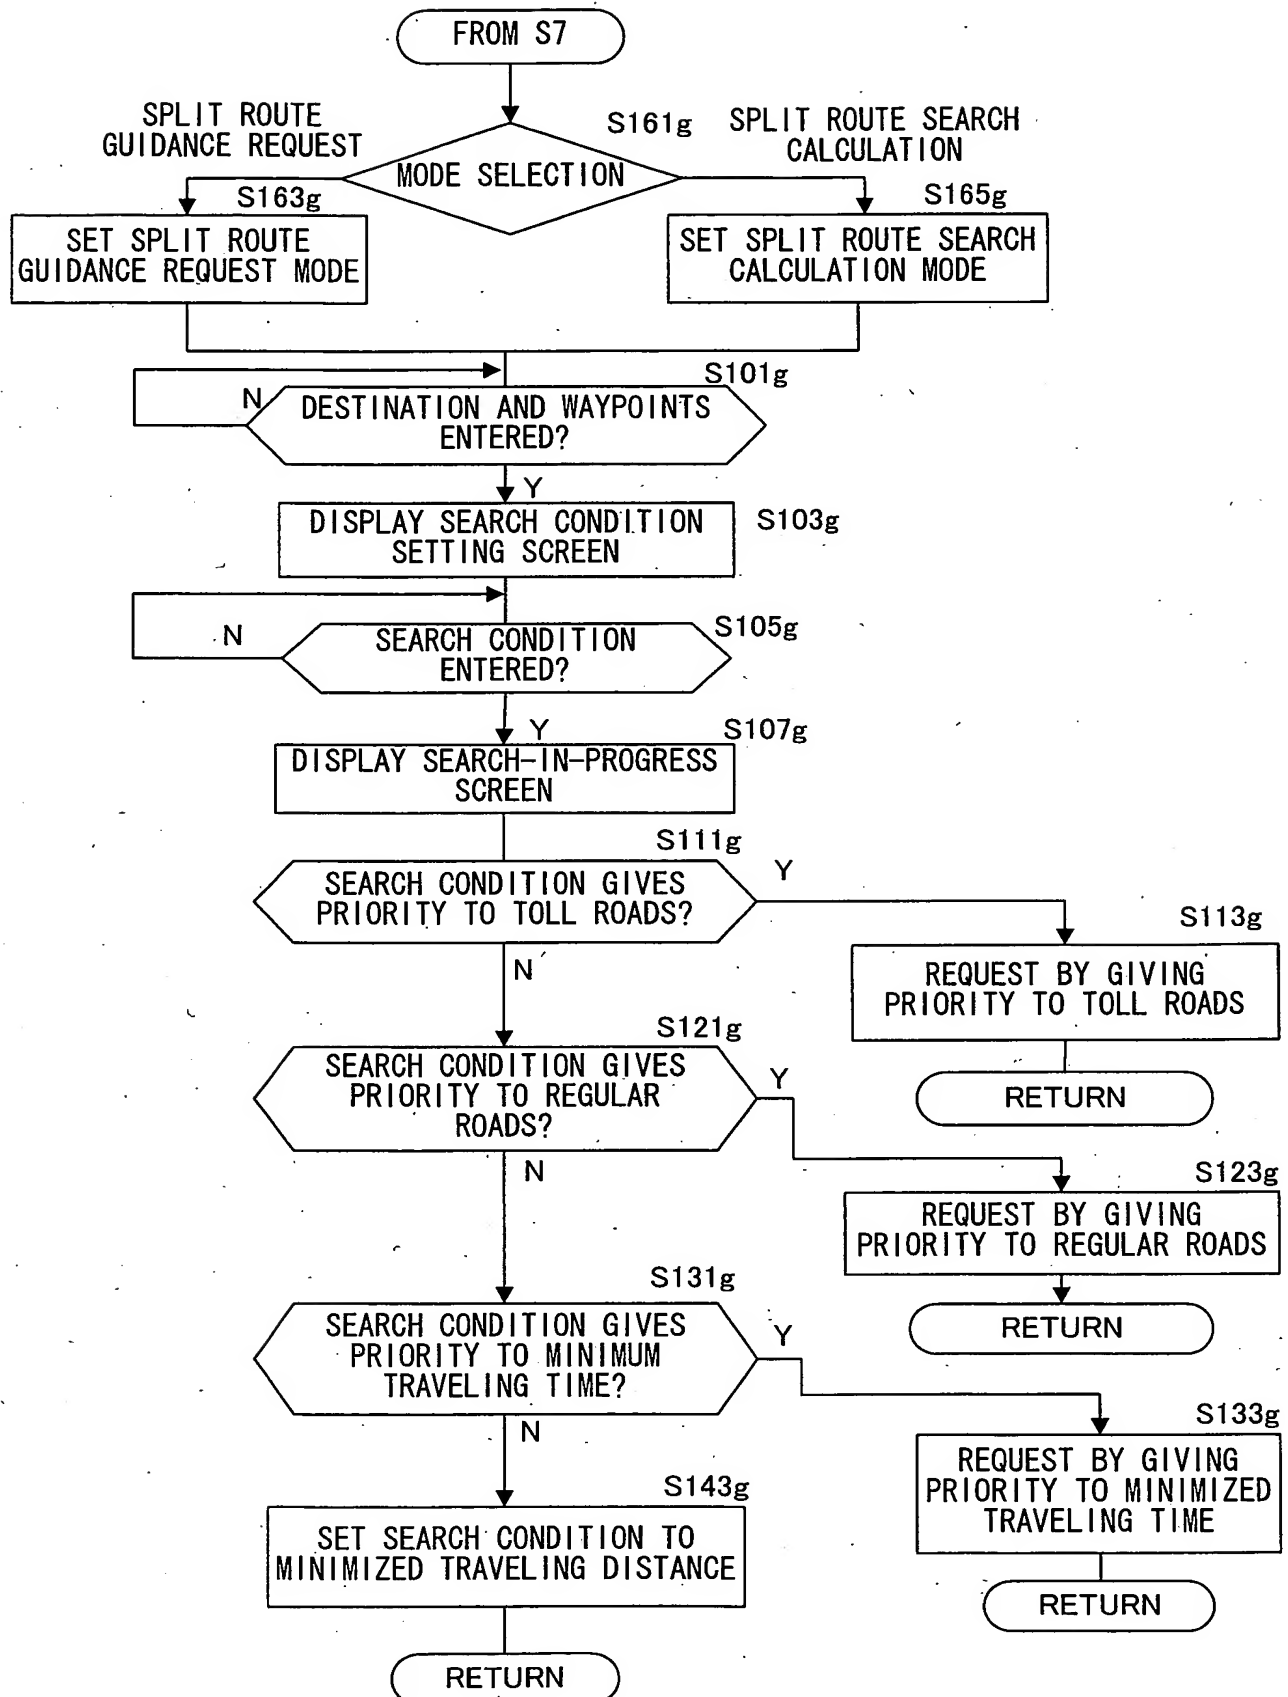 FROM S7
SPLIT ROUTE
GUIDANCE REQUEST
S161g
SPLIT ROUTE SEARCH
CALCULATION
MODE SELECTION
S163g
S165g
SET SPLIT ROUTE
GUIDANCE REQUEST MODE
SET SPLIT ROUTE SEARCH
CALCULATION MODE
S101g
N
DESTINATION AND WAYPOINTS
ENTERED?
Y
S103g
DISPLAY SEARCH CONDITION
SETTING SCREEN
S105g
N
SEARCH CONDITION
ENTERED?
Y
S107g
DISPLAY SEARCH-IN-PROGRESS
SCREEN
S111g
Y
SEARCH CONDITION GIVES
PRIORITY TO TOLL ROADS?
S113g
N
REQUEST BY GIVING
PRIORITY TO TOLL ROADS
S121g
RETURN
SEARCH CONDITION GIVES
PRIORITY TO REGULAR
ROADS?
Y
N
S123g
REQUEST BY GIVING
PRIORITY TO REGULAR ROADS
S131g
RETURN
SEARCH CONDITION GIVES
PRIORITY TO MINIMUM
TRAVELING TIME?
Y
N
S133g
REQUEST BY GIVING
PRIORITY TO MINIMIZED
TRAVELING TIME
S143g
SET SEARCH CONDITION TO
MINIMIZED TRAVELING DISTANCE
RETURN
RETURN